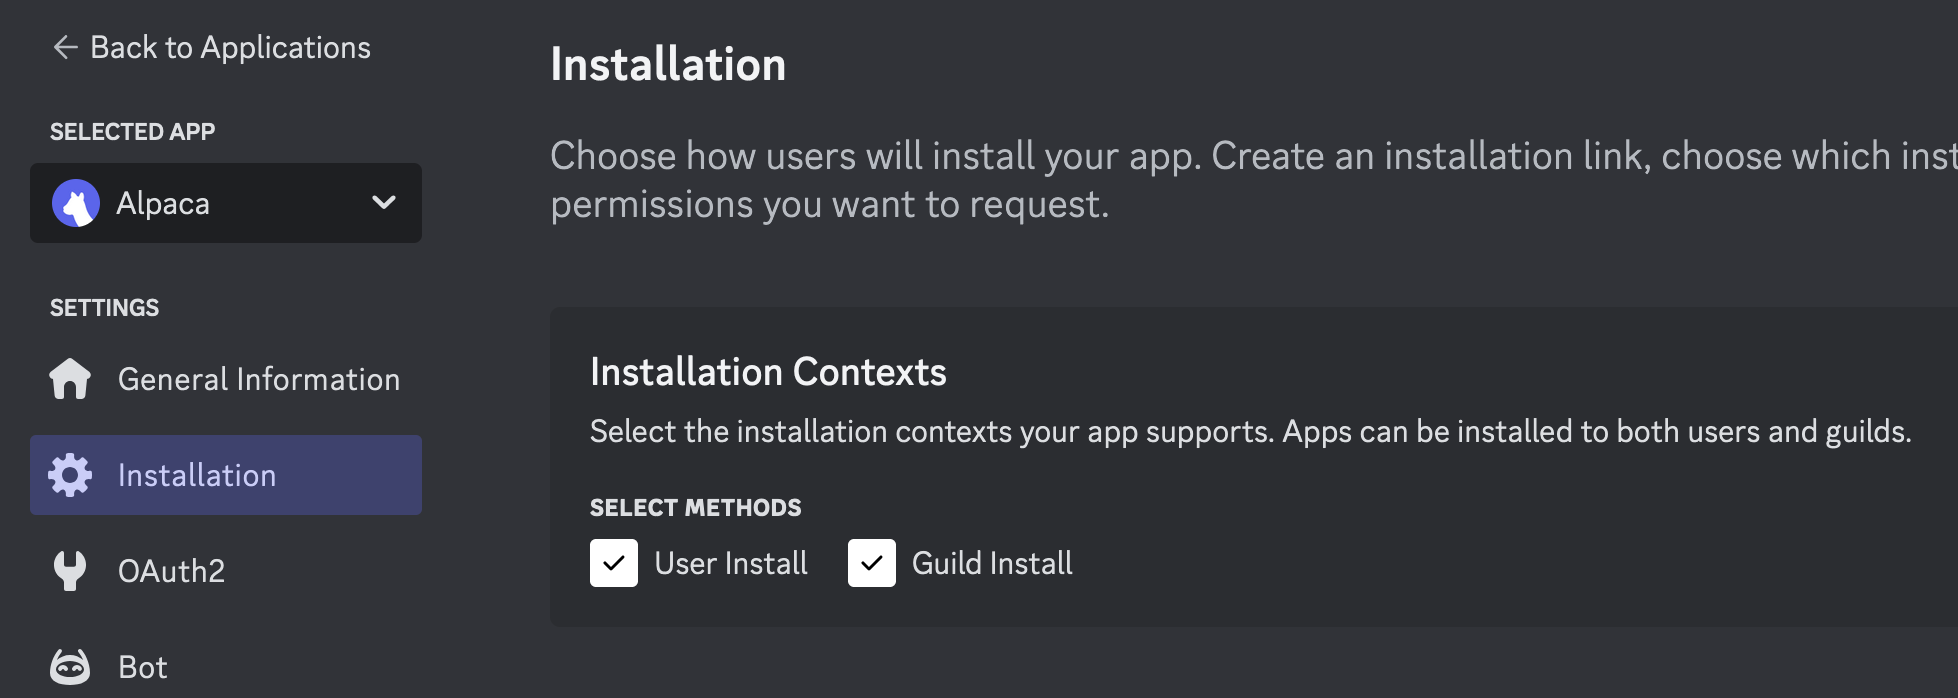 Back to Applications
SELECTED APP
Alpaca
SETTINGS
General Information
Installation
OAuth2
Bot
Installation
Choose how users will install your app. Create an installation link, choose which
permissions you want to request.
Installation Contexts
Select the installation contexts your app supports. Apps can be installed to both users and guilds.
SELECT METHODS
User Install
Guild Install